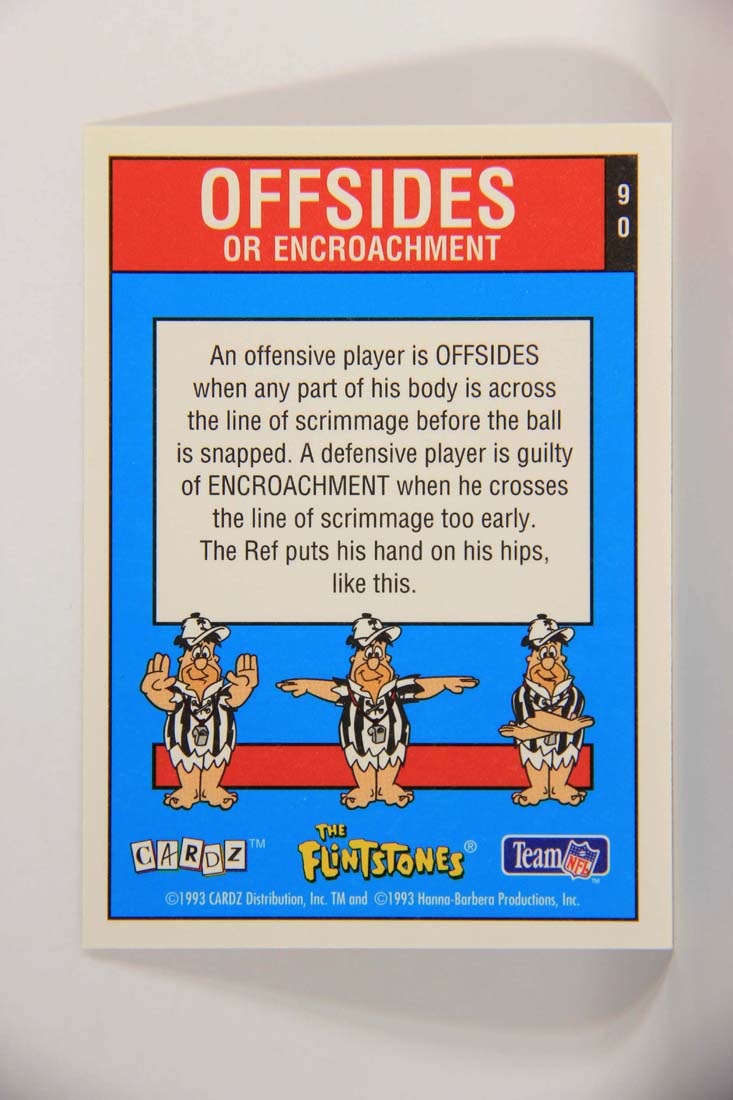 OFFSIDES
OR ENCROACHMENT
9
0
An offensive player is OFFSIDES
when any part of his body is across
the line of scrimmage before the ball
is snapped. A defensive player is guilty
of ENCROACHMENT when he crosses
the line of scrimmage too early.
The Ref puts his hand on his hips,
like this.
CARDZ™
THE
FLINTSTONES®
Team NFL™
©1993 CARDZ Distribution, Inc. TM and ©1993 Hanna-Barbera Productions, Inc.